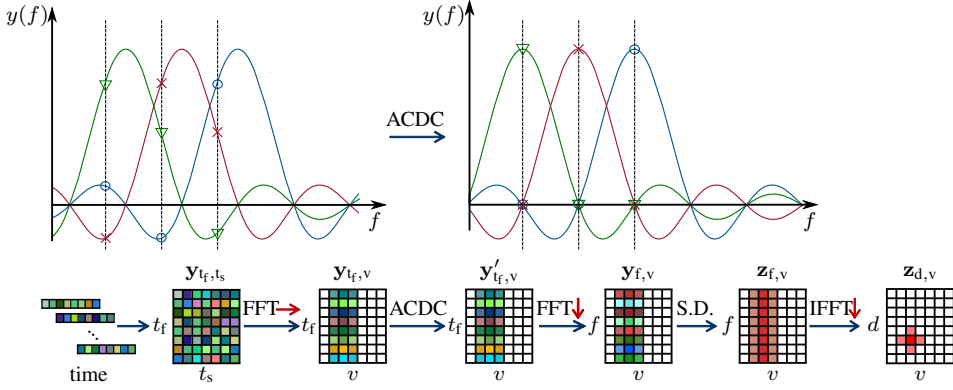 y(f) y(f)
ACDC
f f
y_{t_f,t_s} y_{t_f,v} y'_{t_f,v} y_{f,v} z_{f,v} z_{d,v}
t_f FFT t_f ACDC t_f FFT f S.D. f IFFT d
time t_s v v v v v